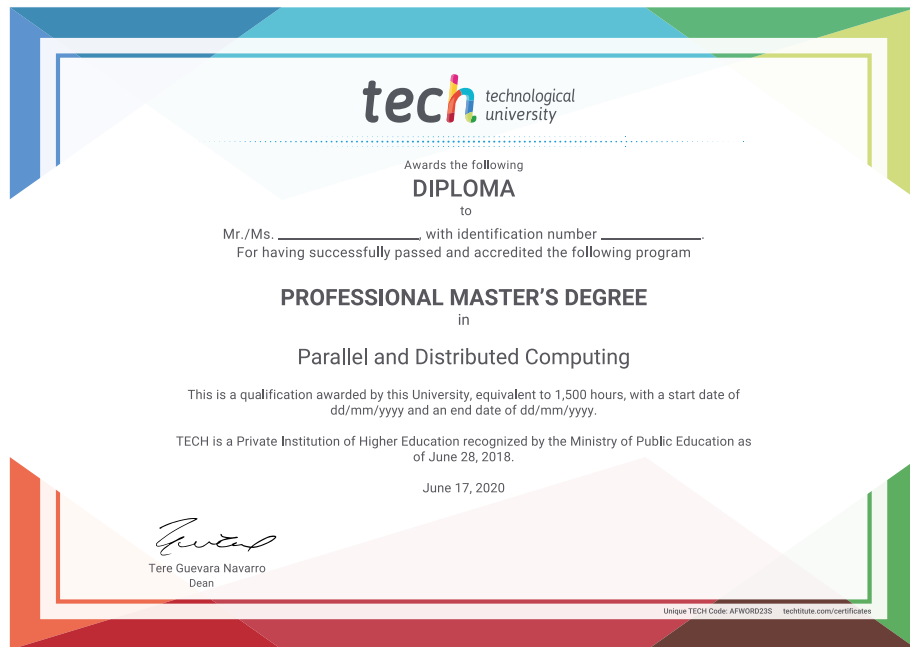 tech technological
university
Awards the following
DIPLOMA
to
Mr./Ms. ____________________, with identification number ______________.
For having successfully passed and accredited the following program
PROFESSIONAL MASTER'S DEGREE
in
Parallel and Distributed Computing
This is a qualification awarded by this University, equivalent to 1,500 hours, with a start date of
dd/mm/yyyy and an end date of dd/mm/yyyy.
TECH is a Private Institution of Higher Education recognized by the Ministry of Public Education as
of June 28, 2018.
June 17, 2020
Tere Guevara Navarro
Dean
Unique TECH Code: AFWORD23S techtitute.com/certificates